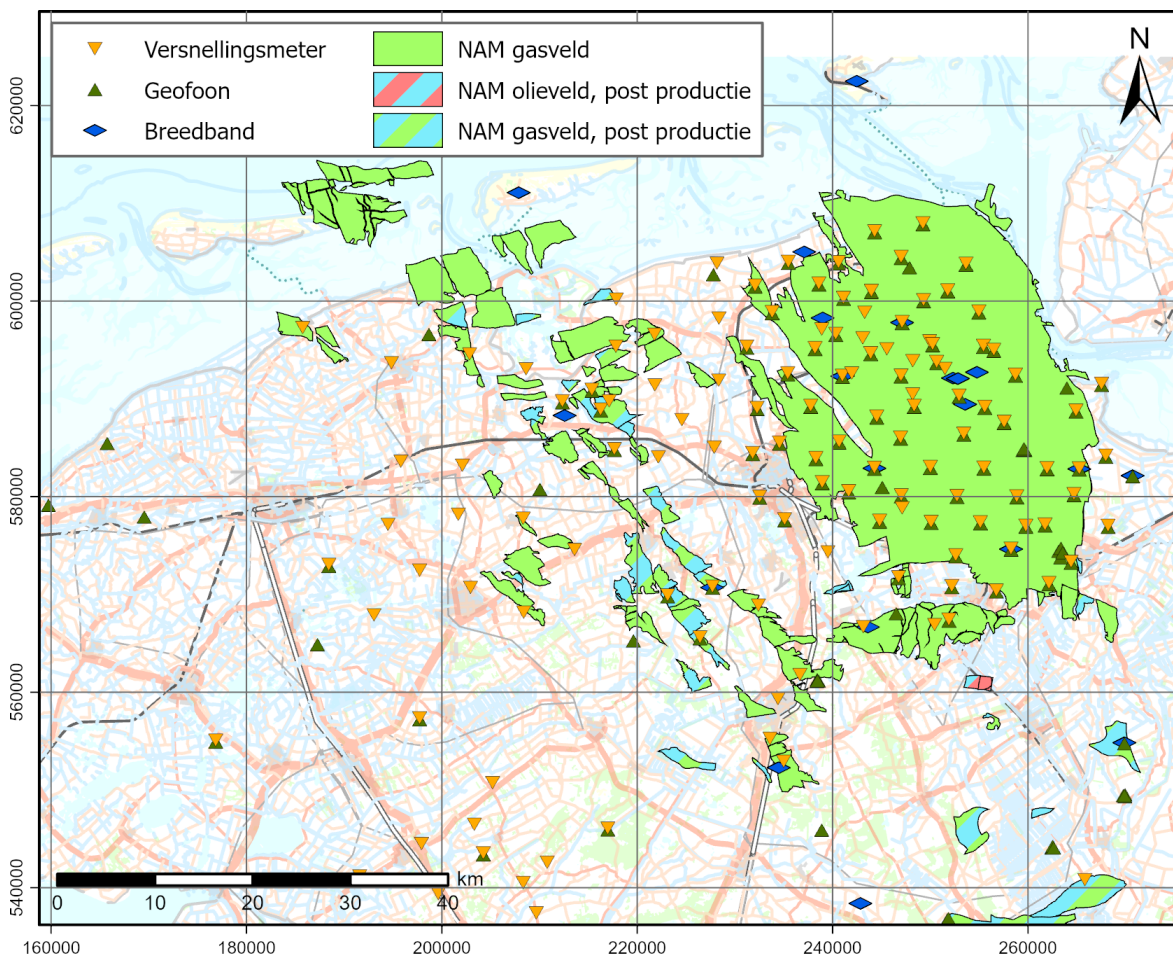 Versnellingsmeter
Geofoon
Breedband
NAM gasveld
NAM olieveld, post productie
NAM gasveld, post productie
N
620000
600000
580000
560000
540000
km
0 10 20 30 40
160000 180000 200000 220000 240000 260000